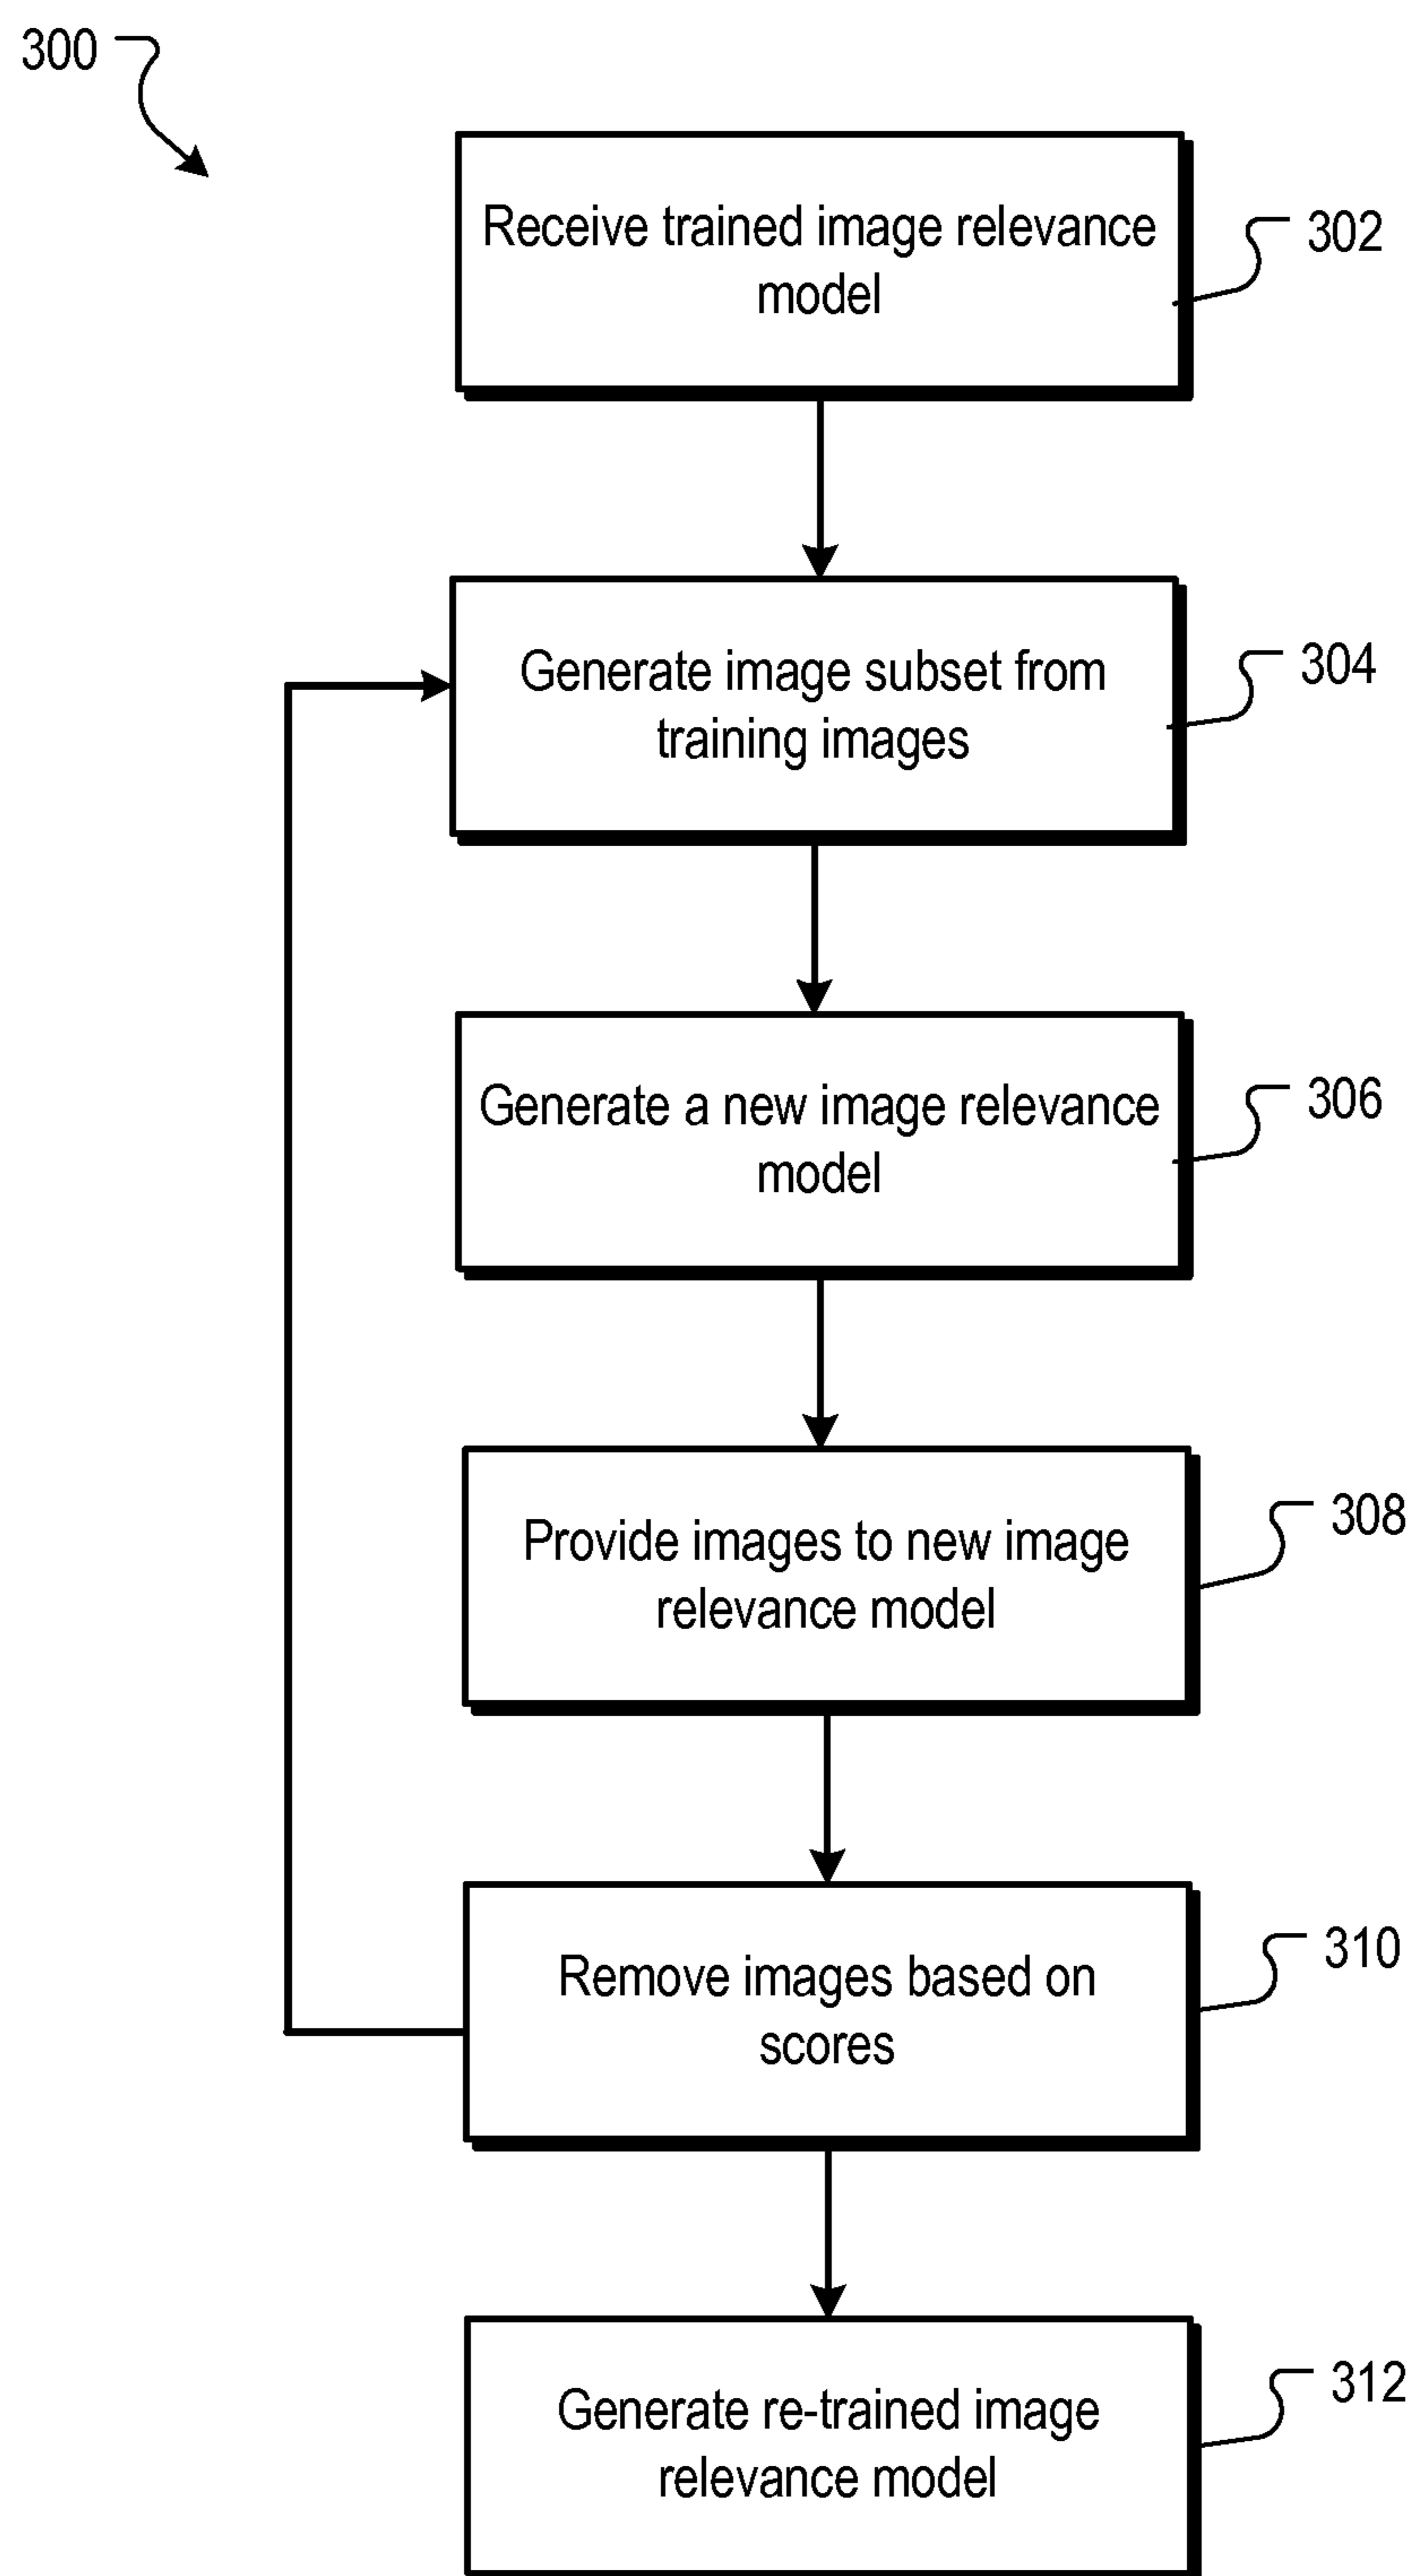 300
Receive trained image relevance
model
302
Generate image subset from
training images
304
Generate a new image relevance
model
306
Provide images to new image
relevance model
308
Remove images based on
scores
310
Generate re-trained image
relevance model
312